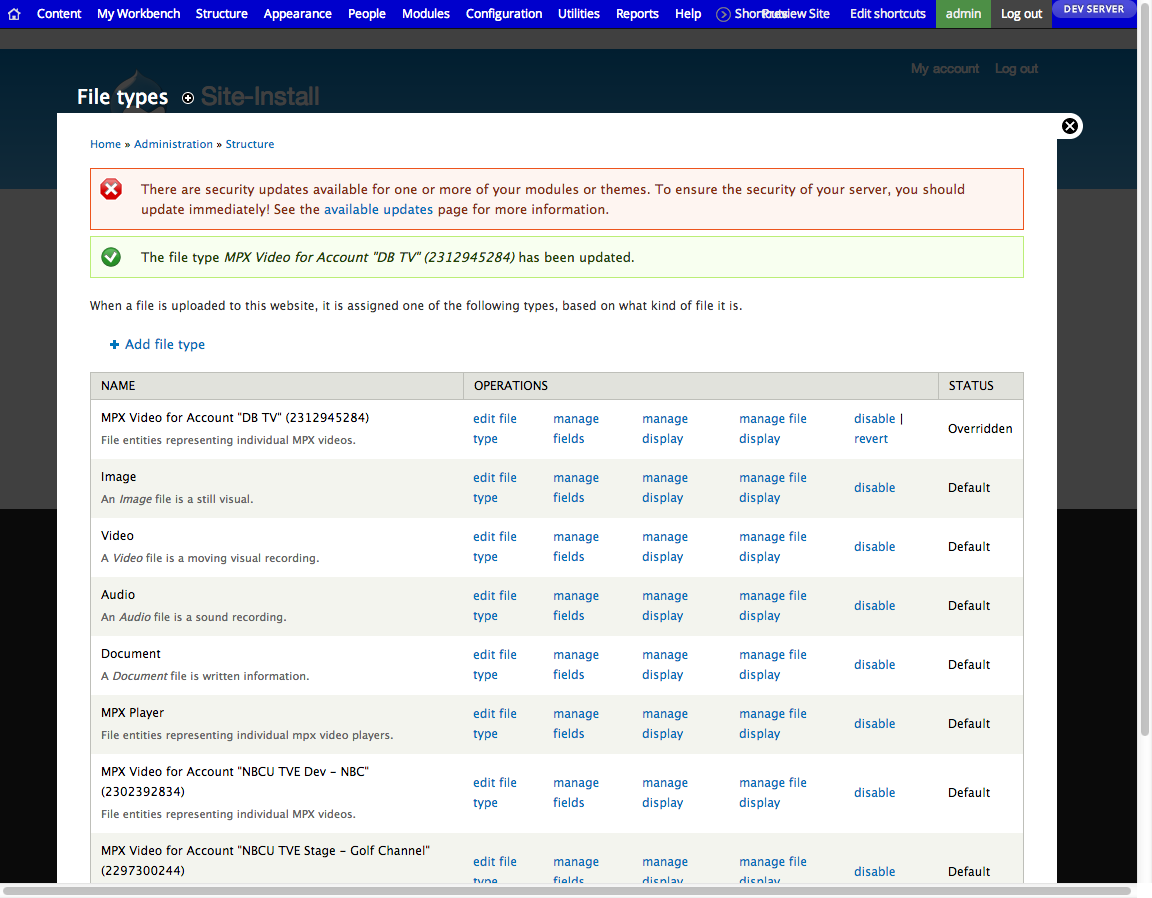 Content My Workbench Structure Appearance People Modules Configuration Utilities Reports Help Shortcuts Preview Site Edit shortcuts admin Log out DEV SERVER
My account Log out
File types Site-Install
Home » Administration » Structure
There are security updates available for one or more of your modules or themes. To ensure the security of your server, you should
update immediately! See the available updates page for more information.
The file type MPX Video for Account "DB TV" (2312945284) has been updated.
When a file is uploaded to this website, it is assigned one of the following types, based on what kind of file it is.
Add file type
NAME OPERATIONS STATUS
MPX Video for Account "DB TV" (2312945284)
File entities representing individual MPX videos.
edit file manage manage manage file disable |
type fields display display revert
Overridden
Image
An Image file is a still visual.
edit file manage manage manage file
type fields display display
disable Default
Video
A Video file is a moving visual recording.
edit file manage manage manage file
type fields display display
disable Default
Audio
An Audio file is a sound recording.
edit file manage manage manage file
type fields display display
disable Default
Document
A Document file is written information.
edit file manage manage manage file
type fields display display
disable Default
MPX Player
File entities representing individual mpx video players.
edit file manage manage manage file
type fields display display
disable Default
MPX Video for Account "NBCU TVE Dev – NBC"
(2302392834)
File entities representing individual MPX videos.
edit file manage manage manage file
type fields display display
disable Default
MPX Video for Account "NBCU TVE Stage – Golf Channel"
(2297300244)
edit file manage manage manage file
type fields display display
disable Default